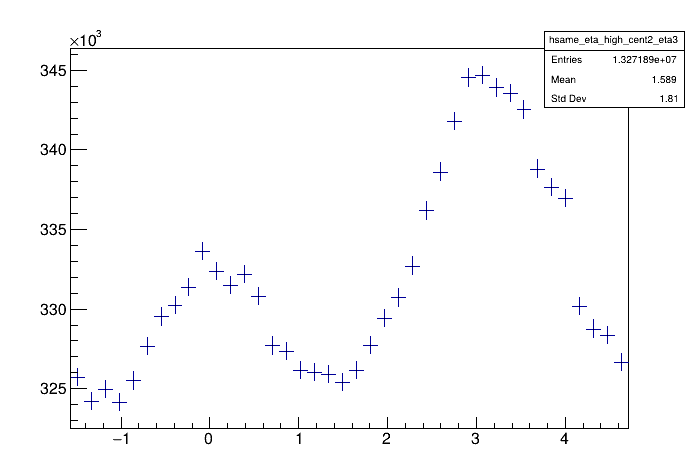 ×10³
hsame_eta_high_cent2_eta3
Entries 1.327189e+07
Mean 1.589
Std Dev 1.81
345
340
335
330
325
−1 0 1 2 3 4